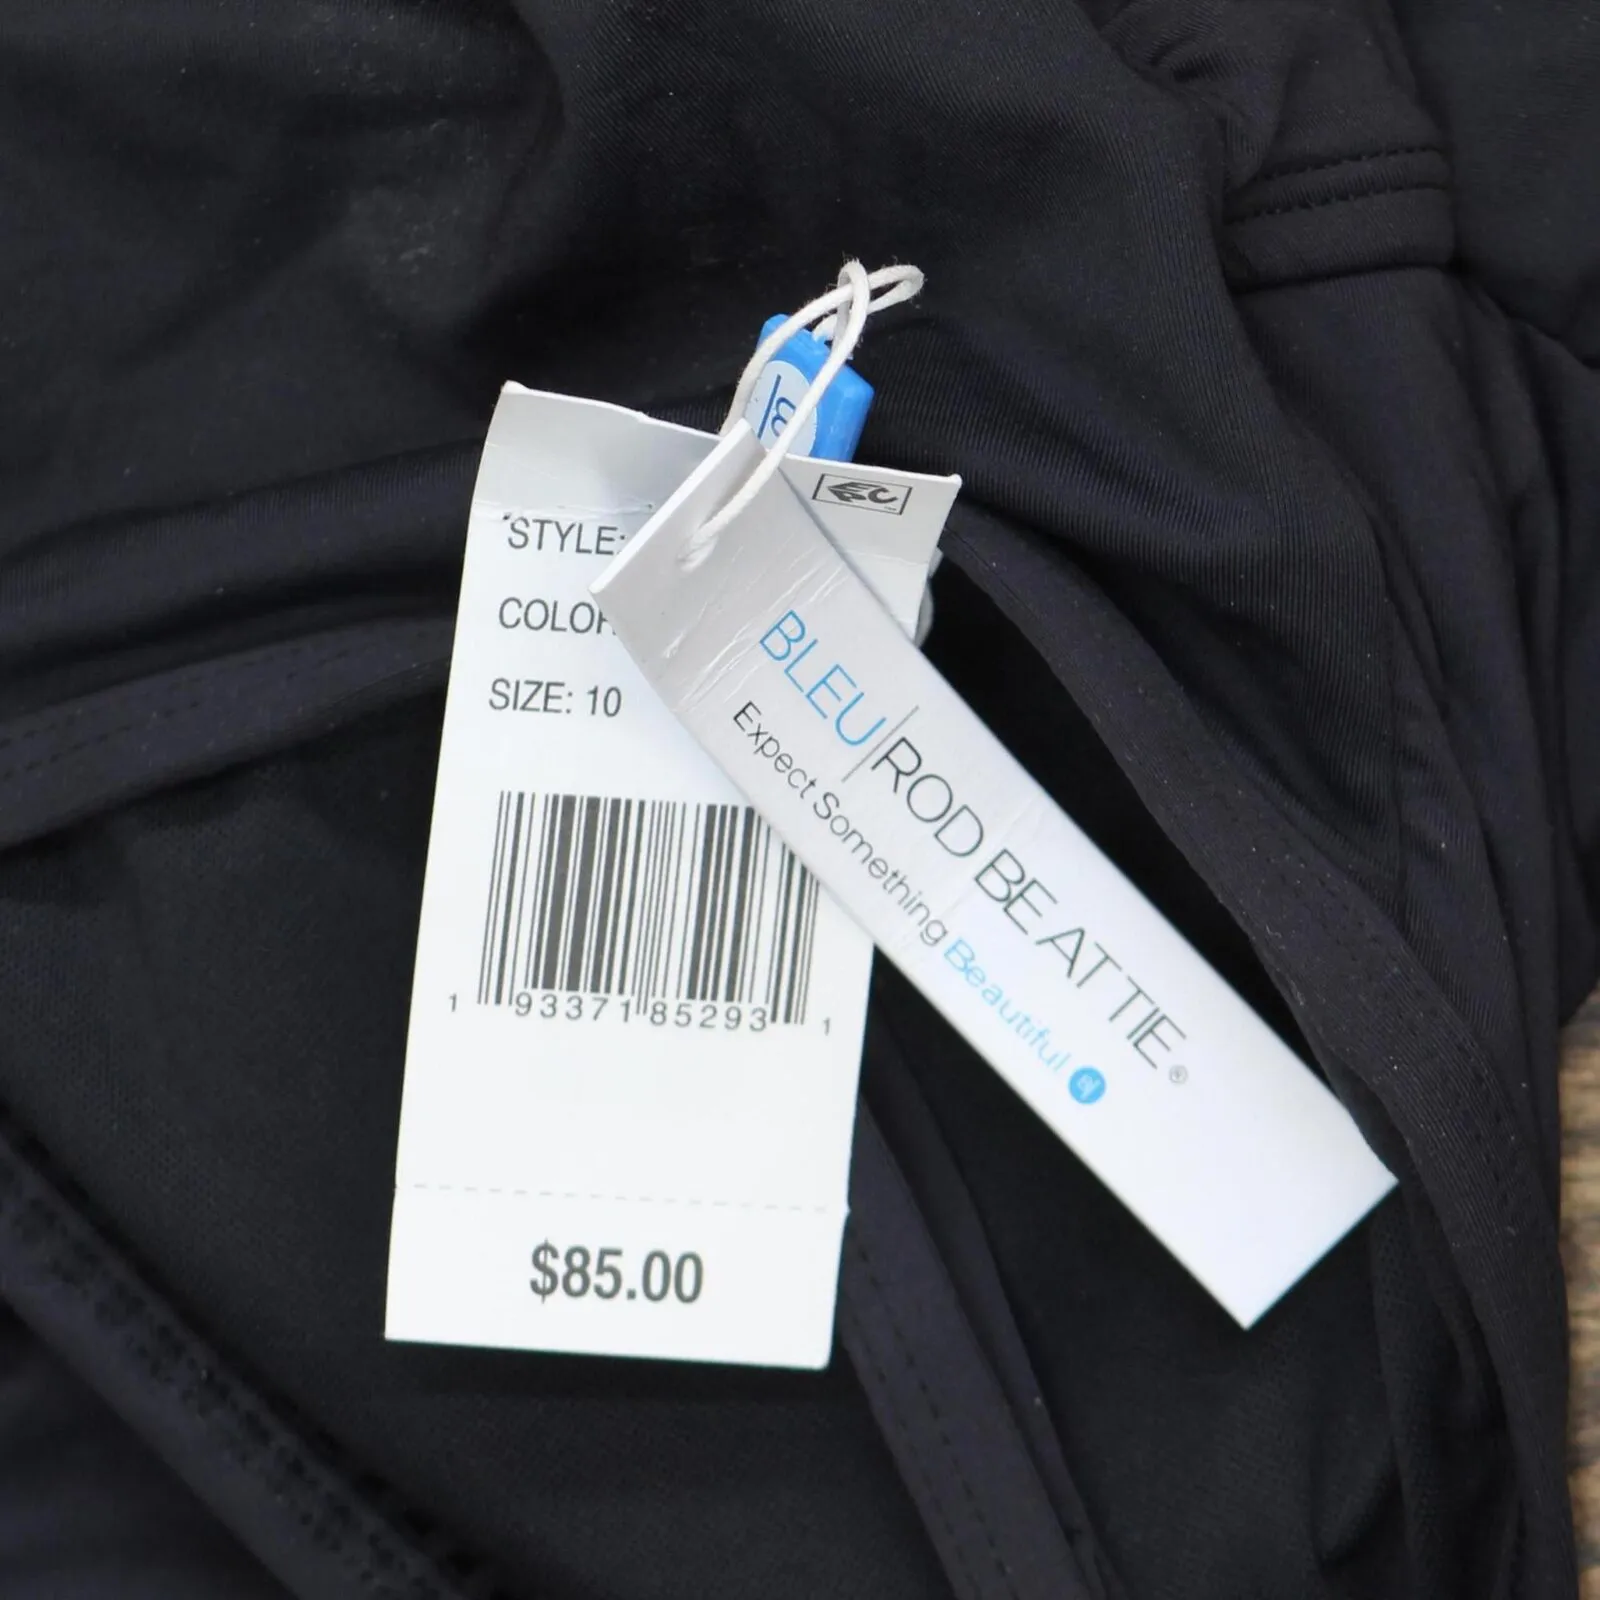 STYLE:
COLOR
SIZE: 10
1 93371 85293 1
$85.00
BLEU|ROD BEATTIE®
Expect Something Beautiful